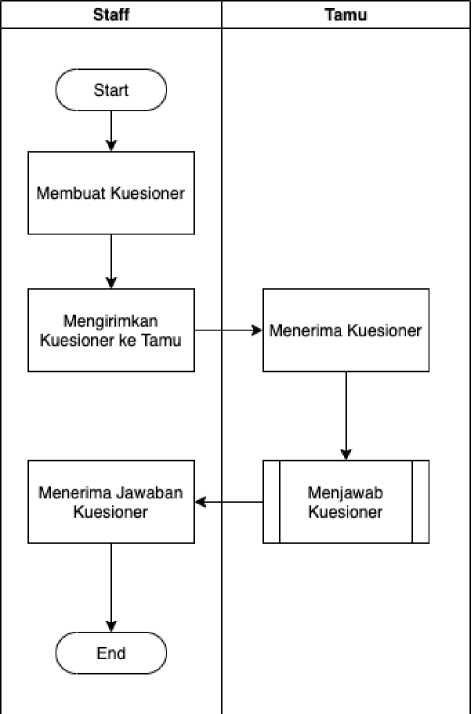 Staff
Tamu
Start
Membuat Kuesioner
Mengirimkan
Kuesioner ke Tamu
Menerima Kuesioner
Menjawab
Kuesioner
Menerima Jawaban
Kuesioner
End